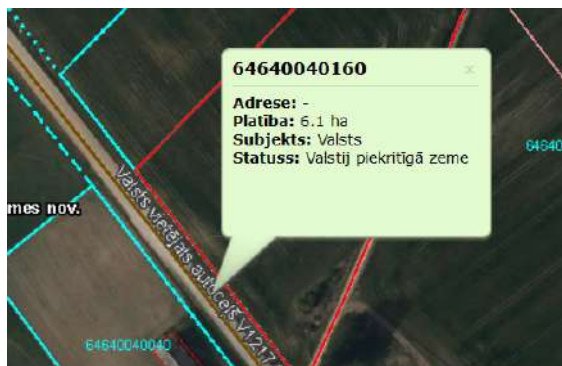 64640040160 x
Adrese: -
Platība: 6.1 ha
Subjekts: Valsts
Statuss: Valstij piekritīgā zeme
64640
mes nov.
Valsts vietējais autoceļš V1217
64640040040